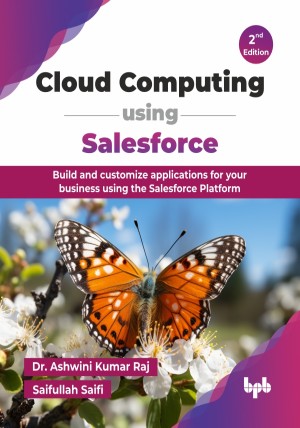 2nd
Edition
Cloud Computing
using
Salesforce
Build and customize applications for your
business using the Salesforce Platform
Dr. Ashwini Kumar Raj
Saifullah Saifi
bpb